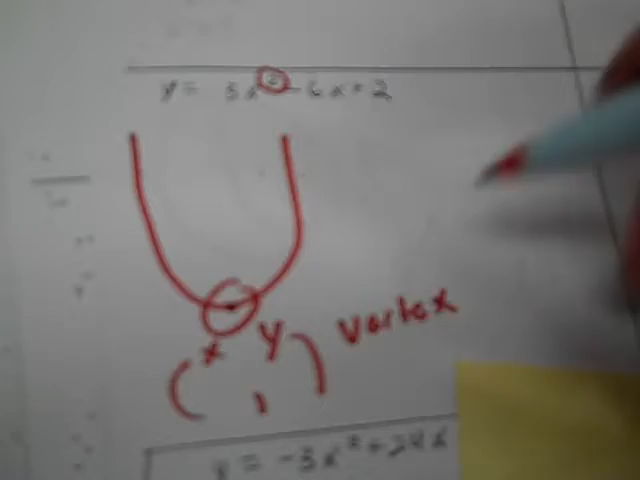 y = 3x² - 6x + 2
x y vertex
( , )
y = -3x² + 24x